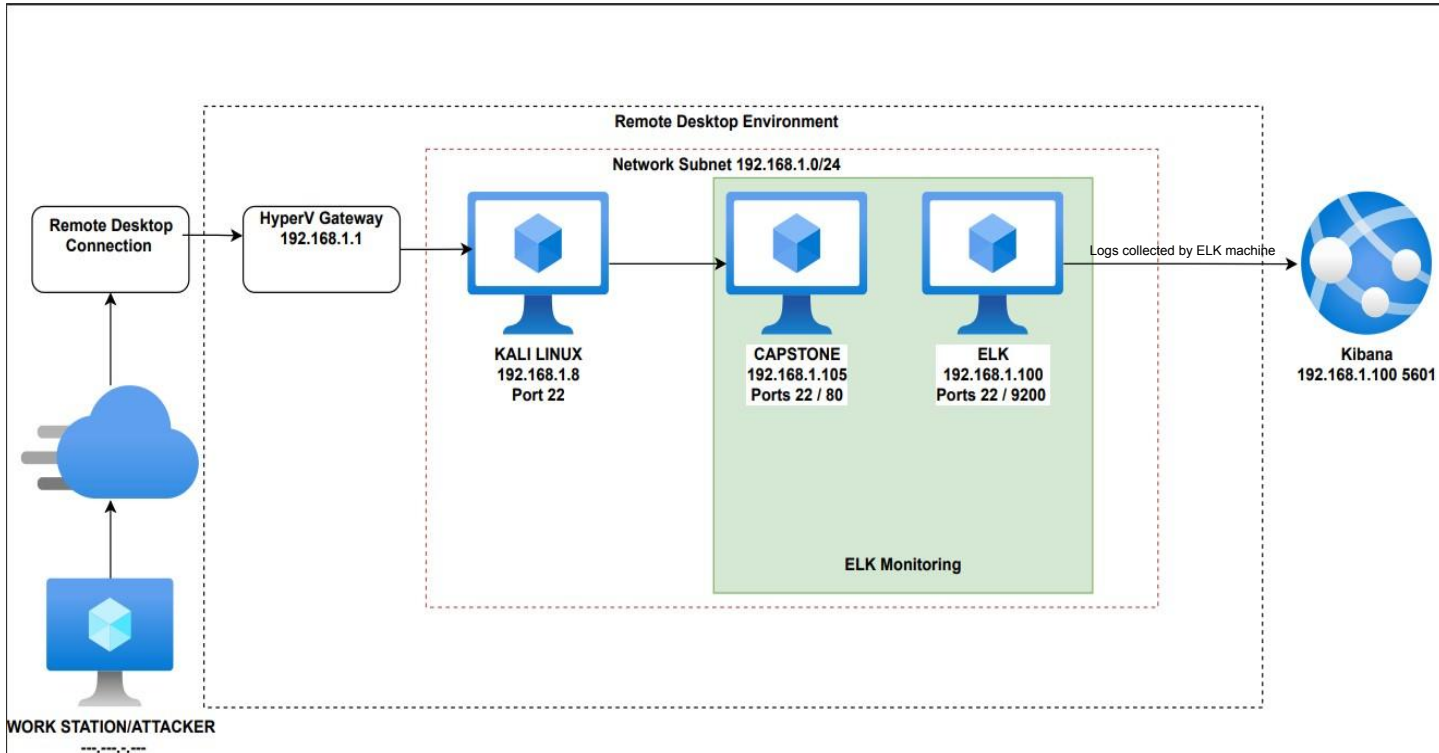 Remote Desktop Environment
Network Subnet 192.168.1.0/24
Remote Desktop
Connection
HyperV Gateway
192.168.1.1
Logs collected by ELK machine
KALI LINUX
192.168.1.8
Port 22
CAPSTONE
192.168.1.105
Ports 22 / 80
ELK
192.168.1.100
Ports 22 / 9200
Kibana
192.168.1.100 5601
ELK Monitoring
WORK STATION/ATTACKER
---.---.-.---